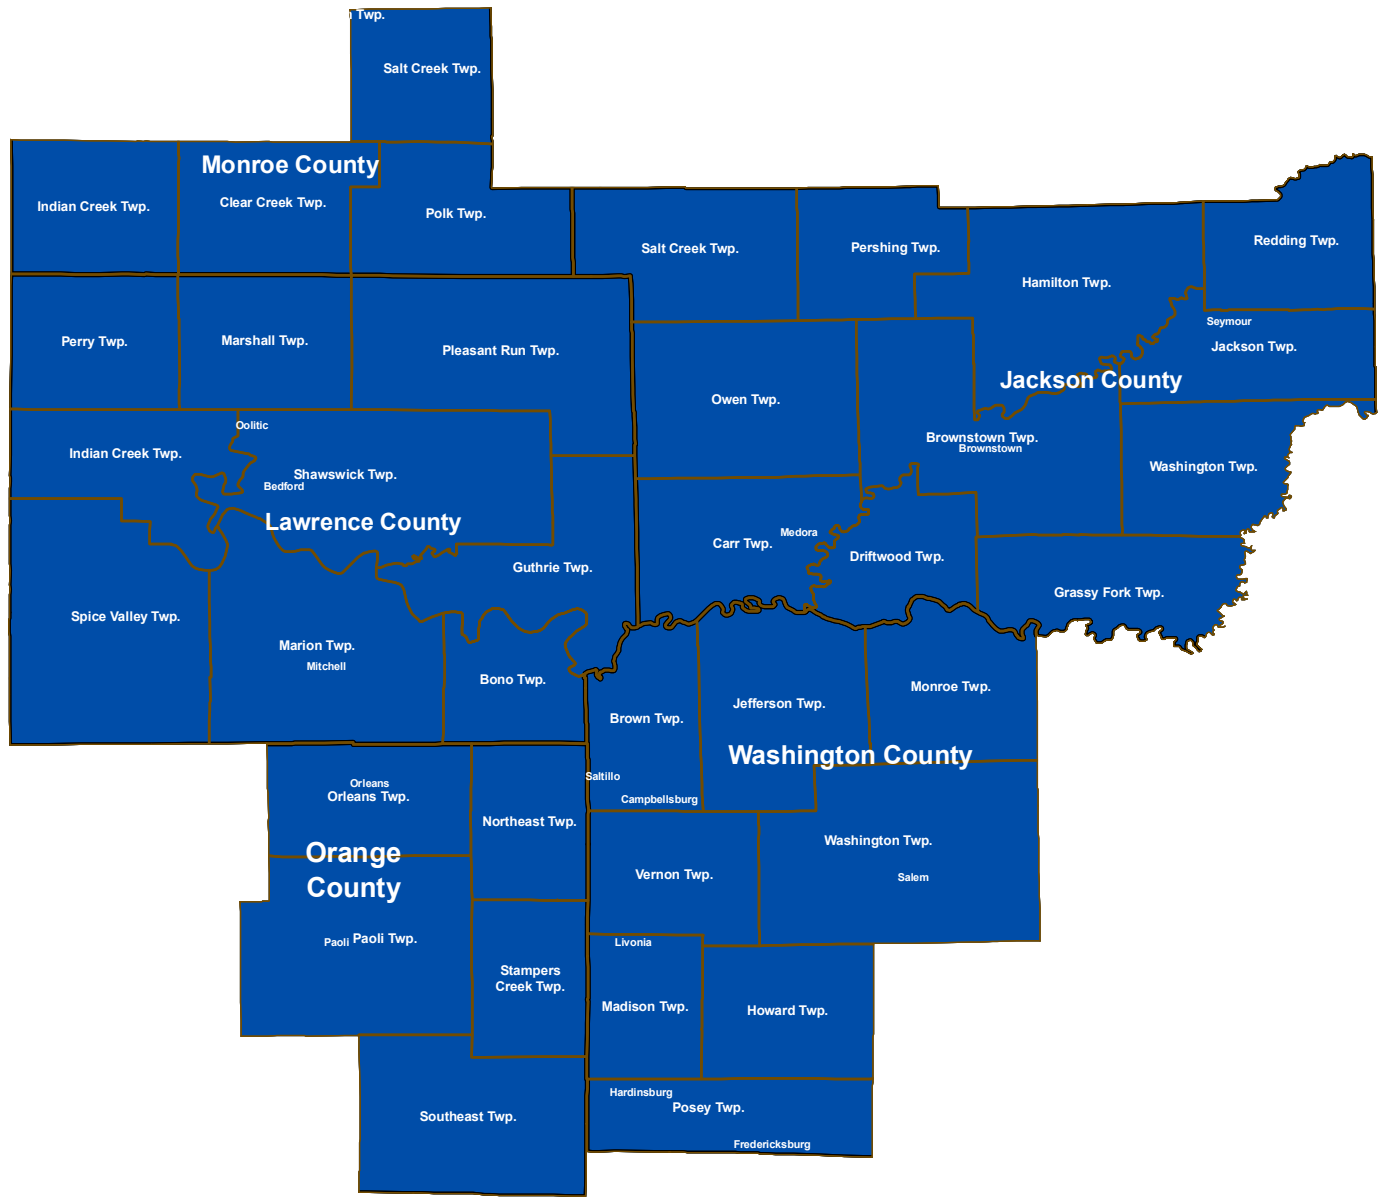 Twp.
Salt Creek Twp.
Monroe County
Indian Creek Twp.
Clear Creek Twp.
Polk Twp.
Salt Creek Twp.
Pershing Twp.
Hamilton Twp.
Redding Twp.
Perry Twp.
Marshall Twp.
Pleasant Run Twp.
Seymour
Jackson Twp.
Jackson County
Owen Twp.
Oolitic
Indian Creek Twp.
Shawswick Twp.
Bedford
Brownstown Twp.
Brownstown
Washington Twp.
Lawrence County
Carr Twp.
Medora
Driftwood Twp.
Guthrie Twp.
Grassy Fork Twp.
Spice Valley Twp.
Marion Twp.
Mitchell
Bono Twp.
Brown Twp.
Jefferson Twp.
Monroe Twp.
Washington County
Saltillo
Campbellsburg
Orleans
Orleans Twp.
Northeast Twp.
Orange
County
Vernon Twp.
Washington Twp.
Salem
Paoli Paoli Twp.
Livonia
Stampers
Creek Twp.
Madison Twp.
Howard Twp.
Hardinsburg
Posey Twp.
Southeast Twp.
Fredericksburg